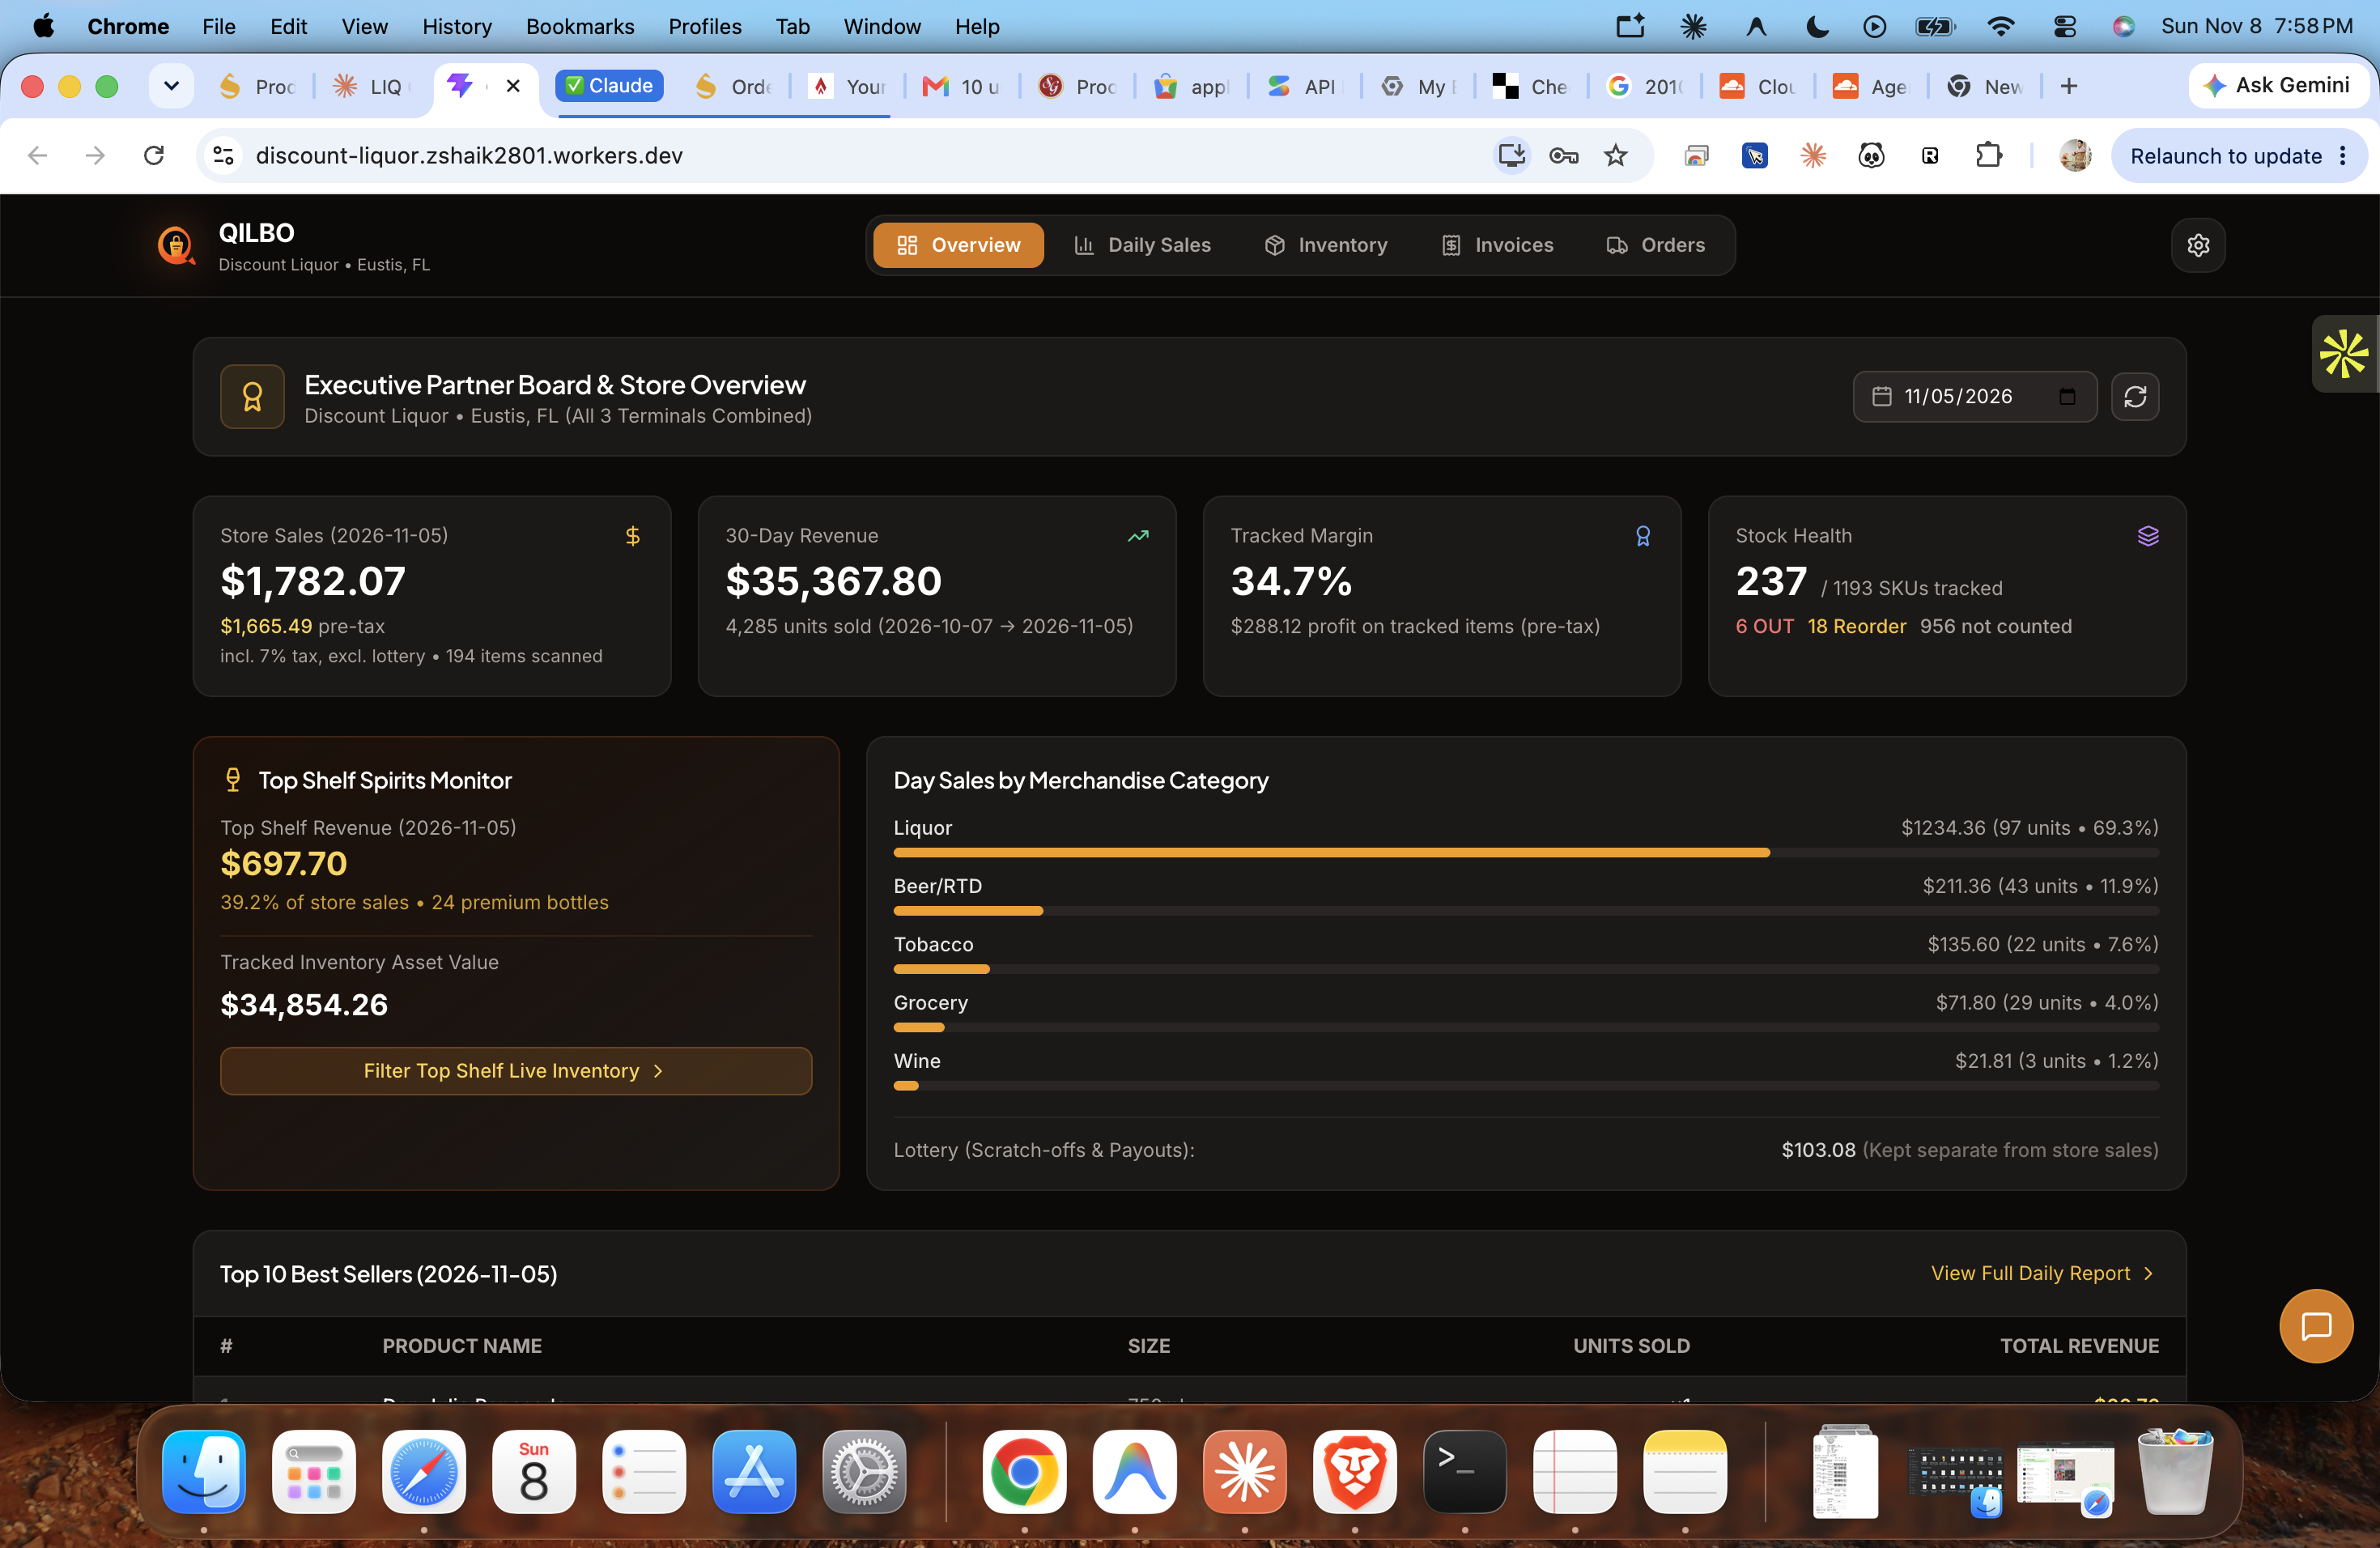 Chrome File Edit View History Bookmarks Profiles Tab Window Help
Sun Nov 8 7:58 PM
Proc
LIQ
✅ Claude
Orde
Your
10 u
Proc
appl
API
My
Che
201
Clou
Age
New
Ask Gemini
discount-liquor.zshaik2801.workers.dev
Relaunch to update
QILBO
Discount Liquor • Eustis, FL
Overview
Daily Sales
Inventory
Invoices
Orders
Executive Partner Board & Store Overview
Discount Liquor • Eustis, FL (All 3 Terminals Combined)
11/05/2026
Store Sales (2026-11-05)
$1,782.07
$1,665.49 pre-tax
incl. 7% tax, excl. lottery • 194 items scanned
30-Day Revenue
$35,367.80
4,285 units sold (2026-10-07 → 2026-11-05)
Tracked Margin
34.7%
$288.12 profit on tracked items (pre-tax)
Stock Health
237 / 1193 SKUs tracked
6 OUT 18 Reorder 956 not counted
Top Shelf Spirits Monitor
Top Shelf Revenue (2026-11-05)
$697.70
39.2% of store sales • 24 premium bottles
Tracked Inventory Asset Value
$34,854.26
Filter Top Shelf Live Inventory
Day Sales by Merchandise Category
Liquor $1234.36 (97 units • 69.3%)
Beer/RTD $211.36 (43 units • 11.9%)
Tobacco $135.60 (22 units • 7.6%)
Grocery $71.80 (29 units • 4.0%)
Wine $21.81 (3 units • 1.2%)
Lottery (Scratch-offs & Payouts): $103.08 (Kept separate from store sales)
Top 10 Best Sellers (2026-11-05)
View Full Daily Report
# PRODUCT NAME SIZE UNITS SOLD TOTAL REVENUE
Sun
8